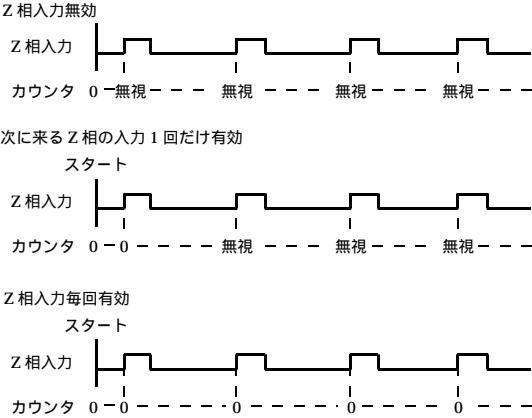 Z 相入力無効
Z 相入力
カウンタ 0 無視 無視 無視 無視
次に来る Z 相の入力 1 回だけ有効
スタート
Z 相入力
カウンタ 0 0 無視 無視 無視
Z 相入力毎回有効
スタート
Z 相入力
カウンタ 0 0 0 0 0